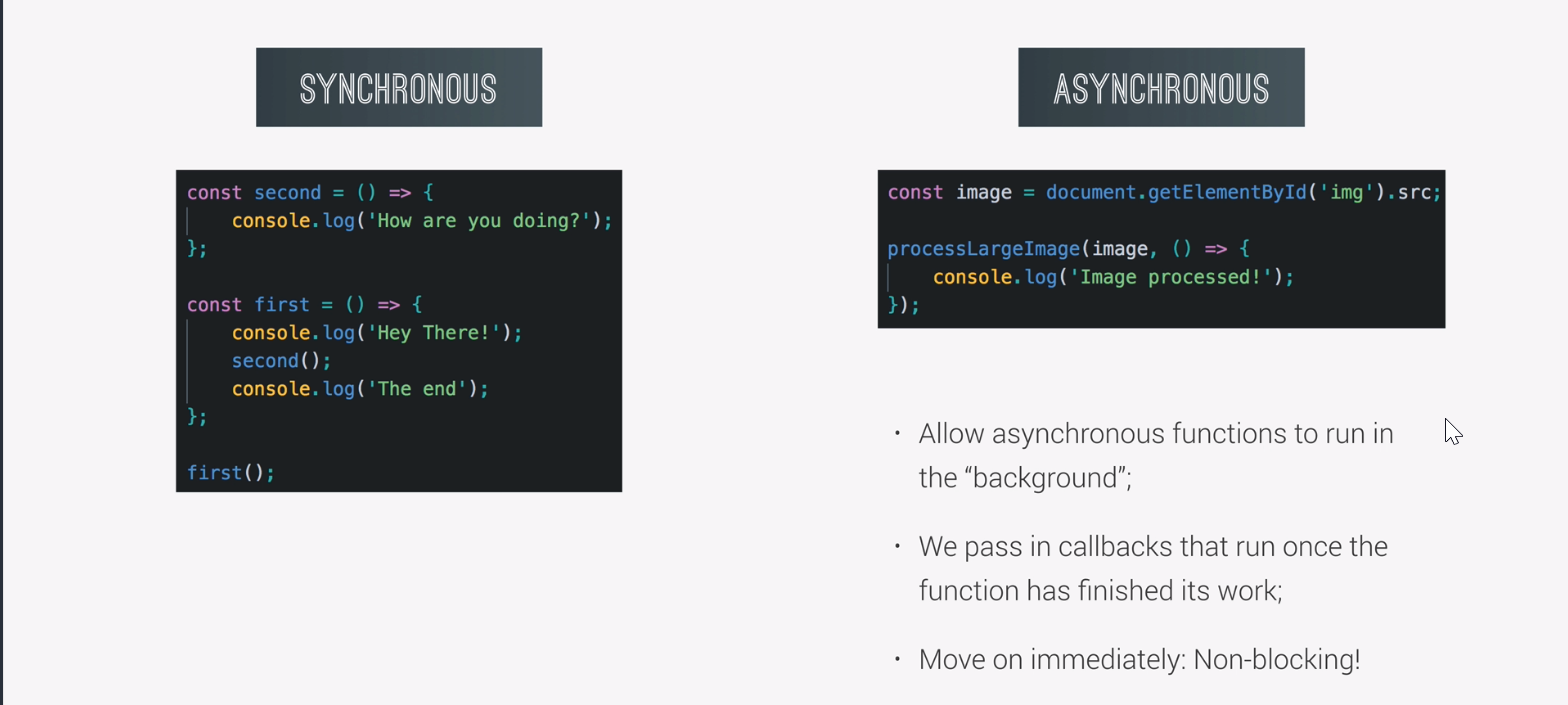 SYNCHRONOUS
const second = () => {
    console.log('How are you doing?');
};
const first = () => {
    console.log('Hey There!');
    second();
    console.log('The end');
};
first();
ASYNCHRONOUS
const image = document.getElementById('img').src;
processLargeImage(image, () => {
    console.log('Image processed!');
});
• Allow asynchronous functions to run in
the “background”;
• We pass in callbacks that run once the
function has finished its work;
• Move on immediately: Non-blocking!